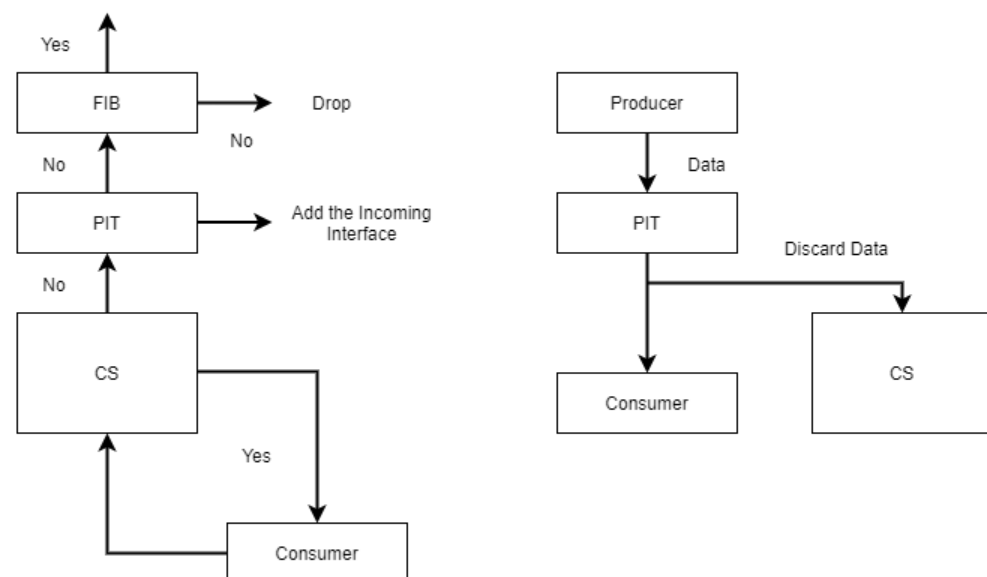 Yes
FIB
Drop
No
No
PIT
Add the Incoming
Interface
No
CS
Yes
Consumer
Producer
Data
PIT
Discard Data
Consumer
CS